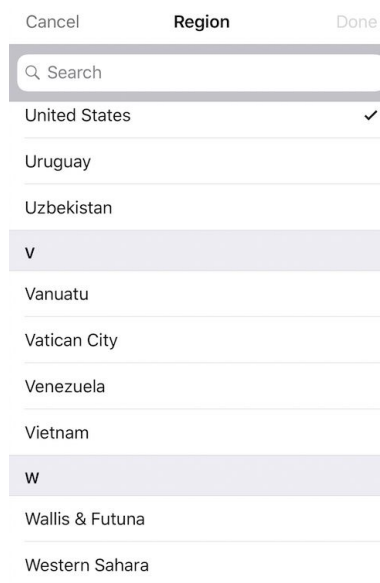 Cancel Region Done
Search
United States
Uruguay
Uzbekistan
V
Vanuatu
Vatican City
Venezuela
Vietnam
W
Wallis & Futuna
Western Sahara